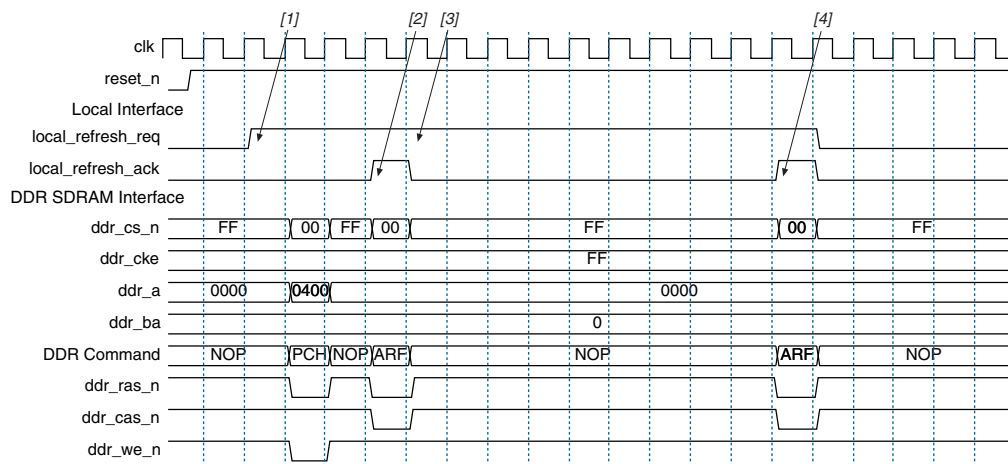 [1] [2] [3] [4]
clk
reset_n
Local Interface
local_refresh_req
local_refresh_ack
DDR SDRAM Interface
ddr_cs_n FF 00 FF 00 FF 00 FF
ddr_cke FF
ddr_a 0000 0400 0000
ddr_ba 0
DDR Command NOP PCH NOP ARF NOP ARF NOP
ddr_ras_n
ddr_cas_n
ddr_we_n